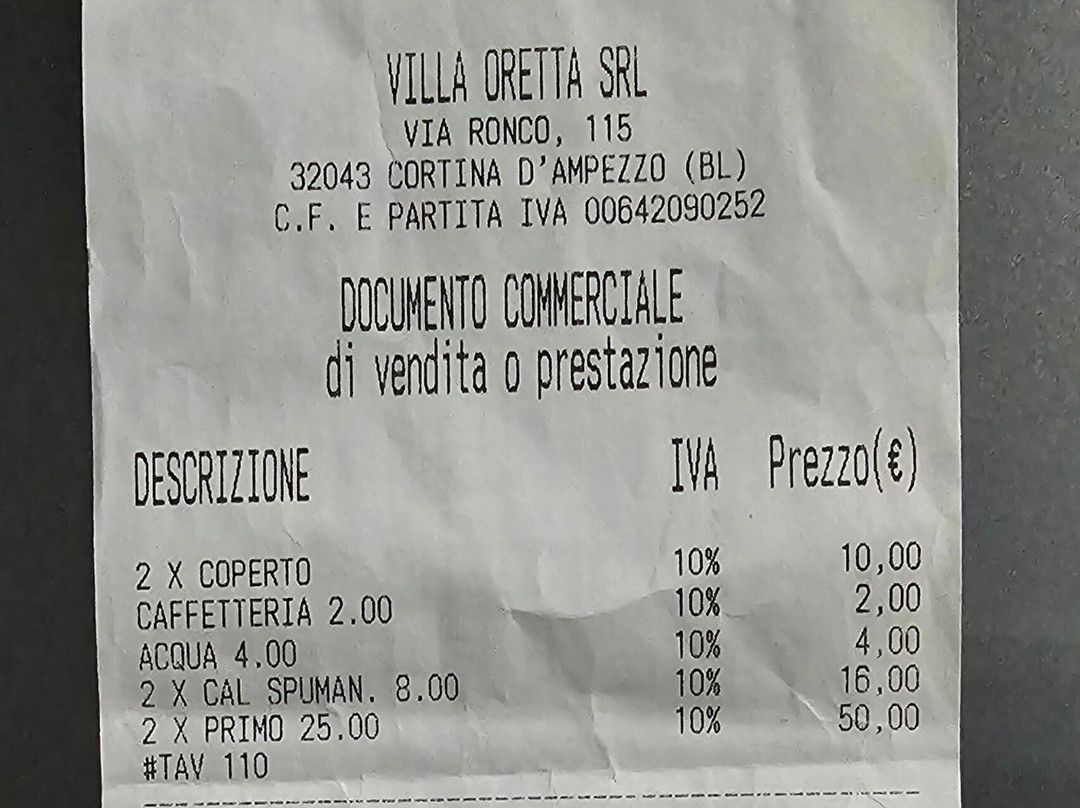 VILLA ORETTA SRL
VIA RONCO, 115
32043 CORTINA D'AMPEZZO (BL)
C.F. E PARTITA IVA 00642090252
DOCUMENTO COMMERCIALE
di vendita o prestazione
DESCRIZIONE IVA Prezzo(€)
2 X COPERTO 10% 10,00
CAFFETTERIA 2.00 10% 2,00
ACQUA 4.00 10% 4,00
2 X CAL SPUMAN. 8.00 10% 16,00
2 X PRIMO 25.00 10% 50,00
#TAV 110